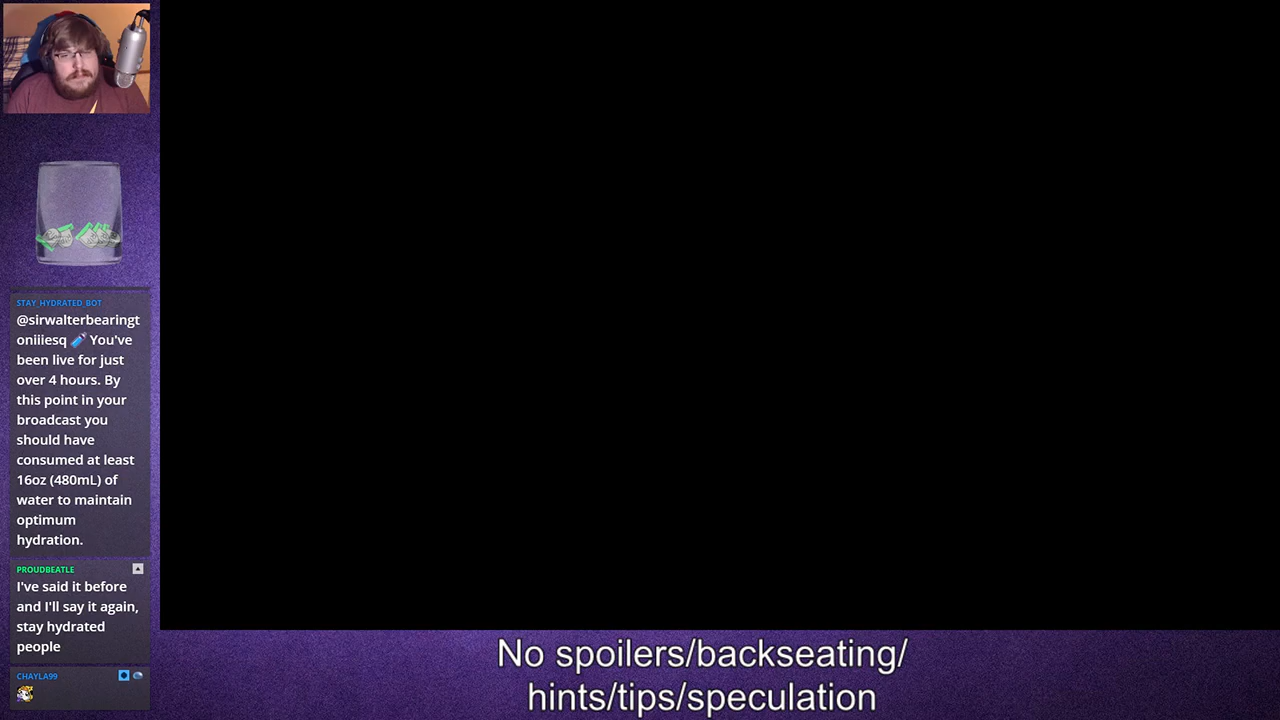 STAY_HYDRATED_BOT
@sirwalterbearingt
oniiiesq You've
been live for just
over 4 hours. By
this point in your
broadcast you
should have
consumed at least
16oz (480mL) of
water to maintain
optimum
hydration.
PROUDBEATLE
I've said it before
and I'll say it again,
stay hydrated
people
CHAYLA99
No spoilers/backseating/
hints/tips/speculation